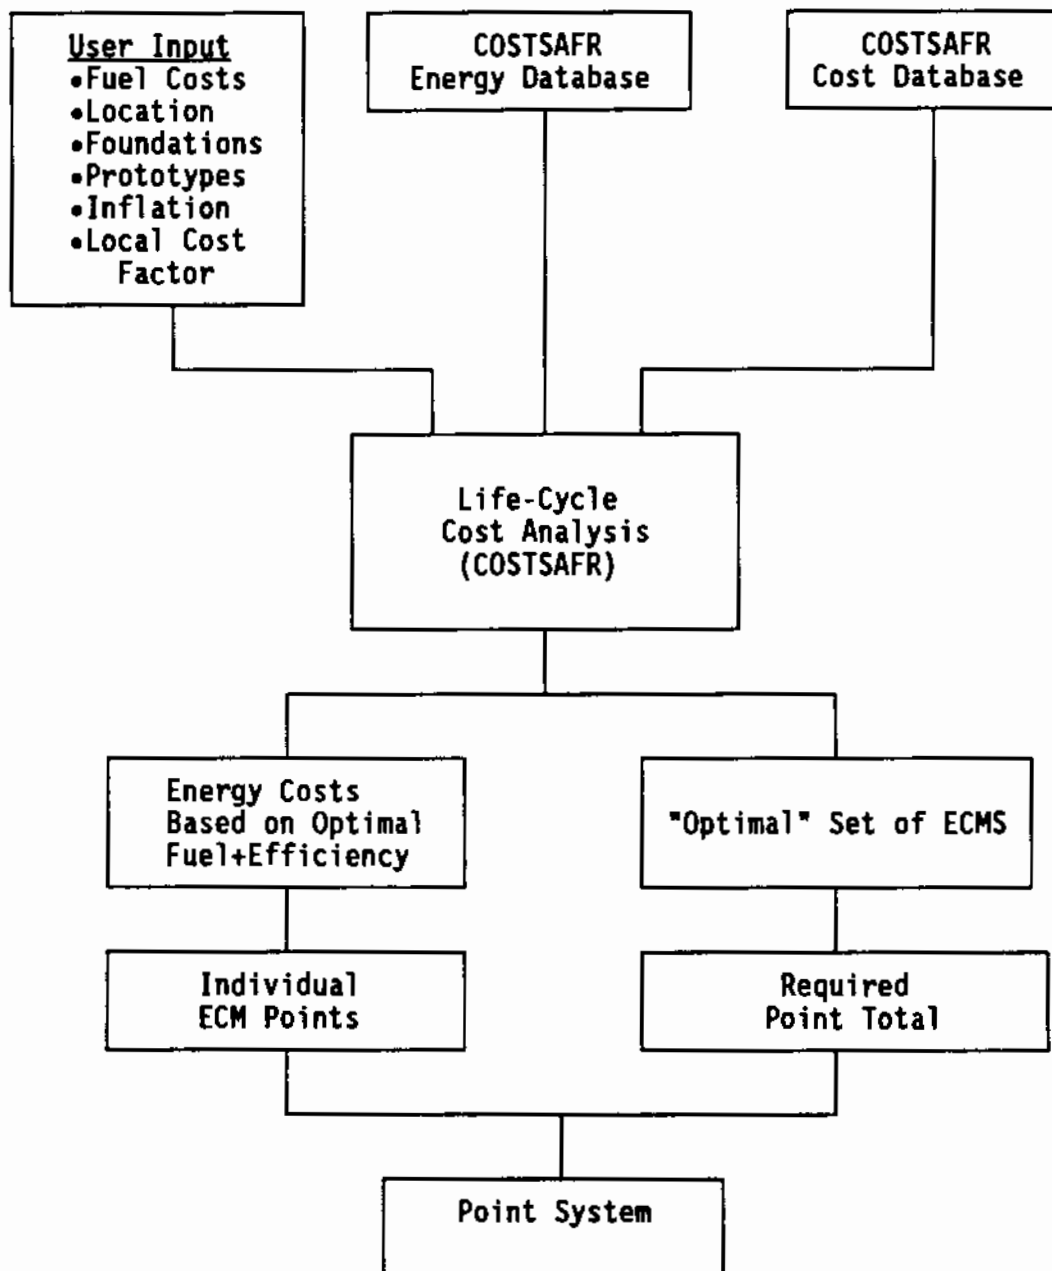 User Input
•Fuel Costs
•Location
•Foundations
•Prototypes
•Inflation
•Local Cost
Factor
COSTSAFR
Energy Database
COSTSAFR
Cost Database
Life-Cycle
Cost Analysis
(COSTSAFR)
Energy Costs
Based on Optimal
Fuel+Efficiency
"Optimal" Set of ECMS
Individual
ECM Points
Required
Point Total
Point System